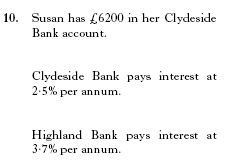 10. Susan has £6200 in her Clydeside
Bank account.
Clydeside Bank pays interest at
2·5% per annum.
Highland Bank pays interest at
3·7% per annum.